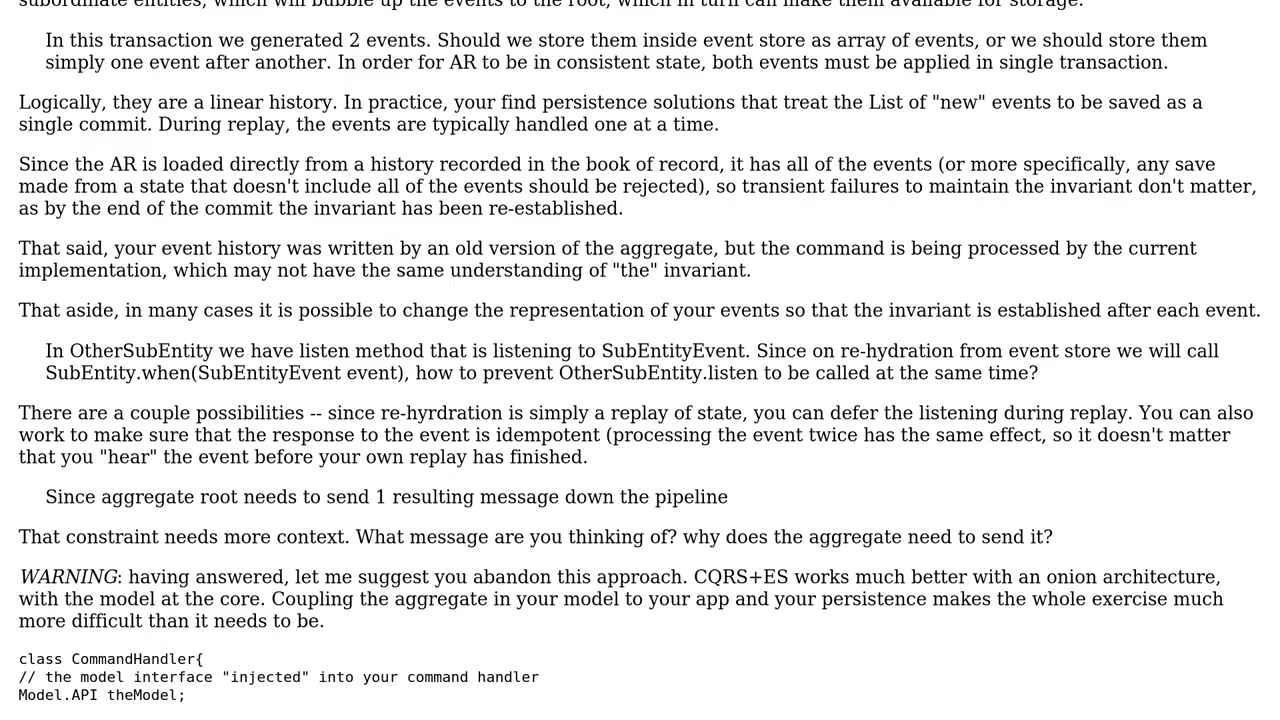 subordinate entities, which will bubble up the events to the root, which in turn can make them available for storage.
In this transaction we generated 2 events. Should we store them inside event store as array of events, or we should store them
simply one event after another. In order for AR to be in consistent state, both events must be applied in single transaction.
Logically, they are a linear history. In practice, your find persistence solutions that treat the List of "new" events to be saved as a
single commit. During replay, the events are typically handled one at a time.
Since the AR is loaded directly from a history recorded in the book of record, it has all of the events (or more specifically, any save
made from a state that doesn't include all of the events should be rejected), so transient failures to maintain the invariant don't matter,
as by the end of the commit the invariant has been re-established.
That said, your event history was written by an old version of the aggregate, but the command is being processed by the current
implementation, which may not have the same understanding of "the" invariant.
That aside, in many cases it is possible to change the representation of your events so that the invariant is established after each event.
In OtherSubEntity we have listen method that is listening to SubEntityEvent. Since on re-hydration from event store we will call
SubEntity.when(SubEntityEvent event), how to prevent OtherSubEntity.listen to be called at the same time?
There are a couple possibilities -- since re-hyrdration is simply a replay of state, you can defer the listening during replay. You can also
work to make sure that the response to the event is idempotent (processing the event twice has the same effect, so it doesn't matter
that you "hear" the event before your own replay has finished.
Since aggregate root needs to send 1 resulting message down the pipeline
That constraint needs more context. What message are you thinking of? why does the aggregate need to send it?
WARNING: having answered, let me suggest you abandon this approach. CQRS+ES works much better with an onion architecture,
with the model at the core. Coupling the aggregate in your model to your app and your persistence makes the whole exercise much
more difficult than it needs to be.
class CommandHandler{
// the model interface "injected" into your command handler
Model.API theModel;